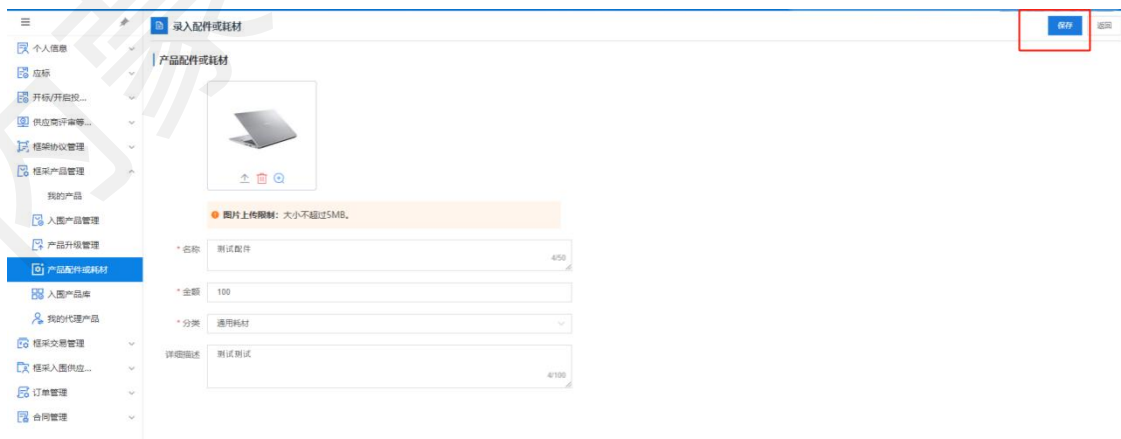 录入配件或耗材
保存
返回
个人信息
应标
开标/开启投...
供应商评审等...
框架协议管理
框采产品管理
我的产品
入围产品管理
产品升级管理
产品配件或耗材
入围产品库
我的代理产品
框采交易管理
框采入围供应...
订单管理
合同管理
产品配件或耗材
图片上传限制：大小不超过5MB。
* 名称 测试配件
4/50
* 金额 100
* 分类 通用耗材
详细描述 测试测试
4/100